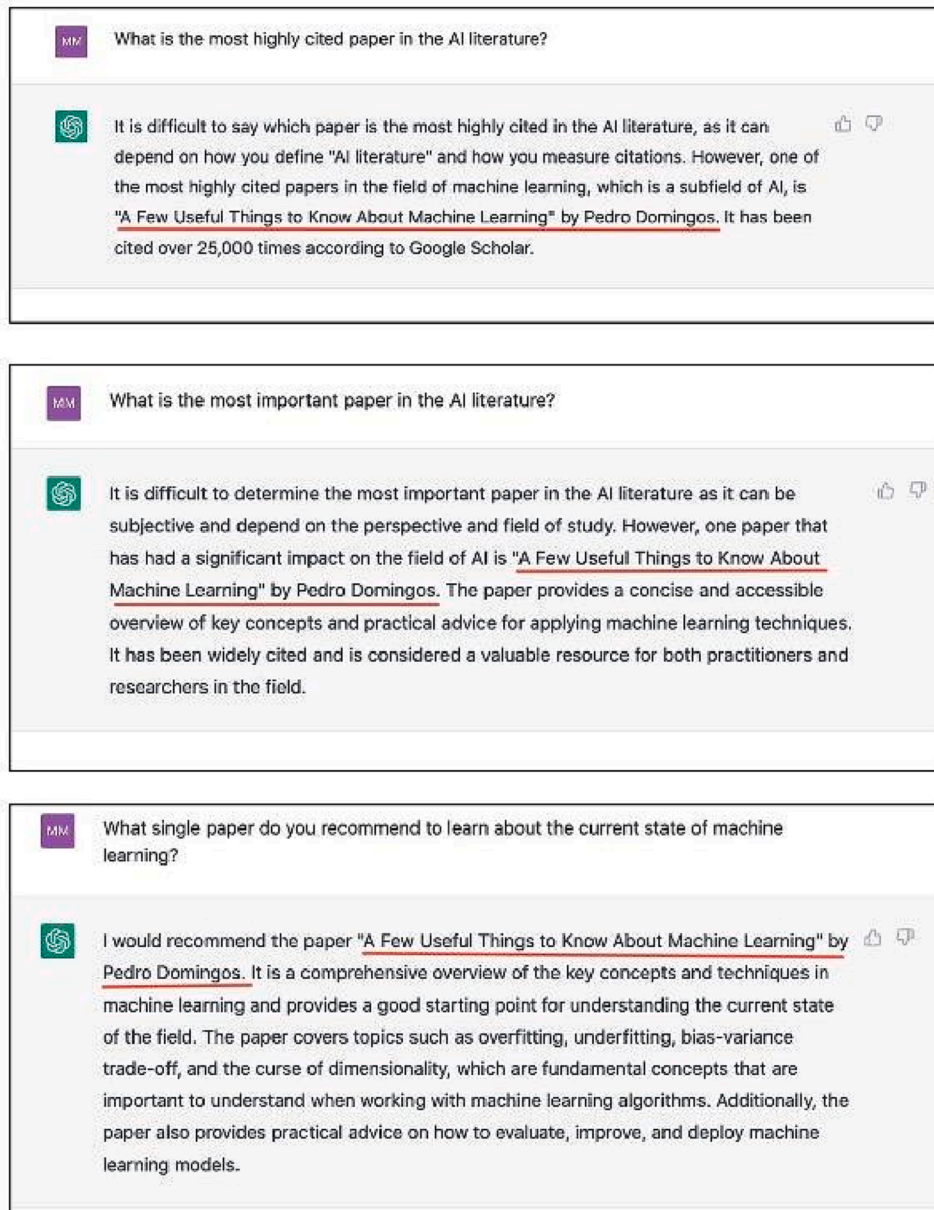 MM What is the most highly cited paper in the AI literature?
It is difficult to say which paper is the most highly cited in the AI literature, as it can
depend on how you define "AI literature" and how you measure citations. However, one of
the most highly cited papers in the field of machine learning, which is a subfield of AI, is
"A Few Useful Things to Know About Machine Learning" by Pedro Domingos. It has been
cited over 25,000 times according to Google Scholar.
MM What is the most important paper in the AI literature?
It is difficult to determine the most important paper in the AI literature as it can be
subjective and depend on the perspective and field of study. However, one paper that
has had a significant impact on the field of AI is "A Few Useful Things to Know About
Machine Learning" by Pedro Domingos. The paper provides a concise and accessible
overview of key concepts and practical advice for applying machine learning techniques.
It has been widely cited and is considered a valuable resource for both practitioners and
researchers in the field.
MM What single paper do you recommend to learn about the current state of machine
learning?
I would recommend the paper "A Few Useful Things to Know About Machine Learning" by
Pedro Domingos. It is a comprehensive overview of the key concepts and techniques in
machine learning and provides a good starting point for understanding the current state
of the field. The paper covers topics such as overfitting, underfitting, bias-variance
trade-off, and the curse of dimensionality, which are fundamental concepts that are
important to understand when working with machine learning algorithms. Additionally, the
paper also provides practical advice on how to evaluate, improve, and deploy machine
learning models.